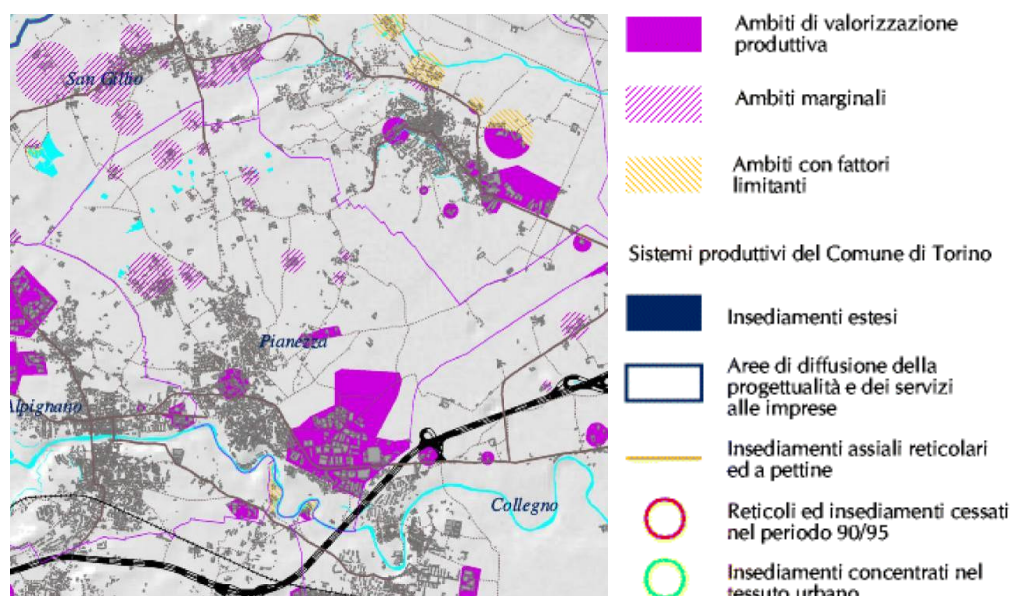 San Gillio
Pianezza
Alpignano
Collegno
Ambiti di valorizzazione
produttiva
Ambiti marginali
Ambiti con fattori
limitanti
Sistemi produttivi del Comune di Torino
Insediamenti estesi
Aree di diffusione della
progettualità e dei servizi
alle imprese
Insediamenti assiali reticolari
ed a pettine
Reticoli ed insediamenti cessati
nel periodo 90/95
Insediamenti concentrati nel
tessuto urbano